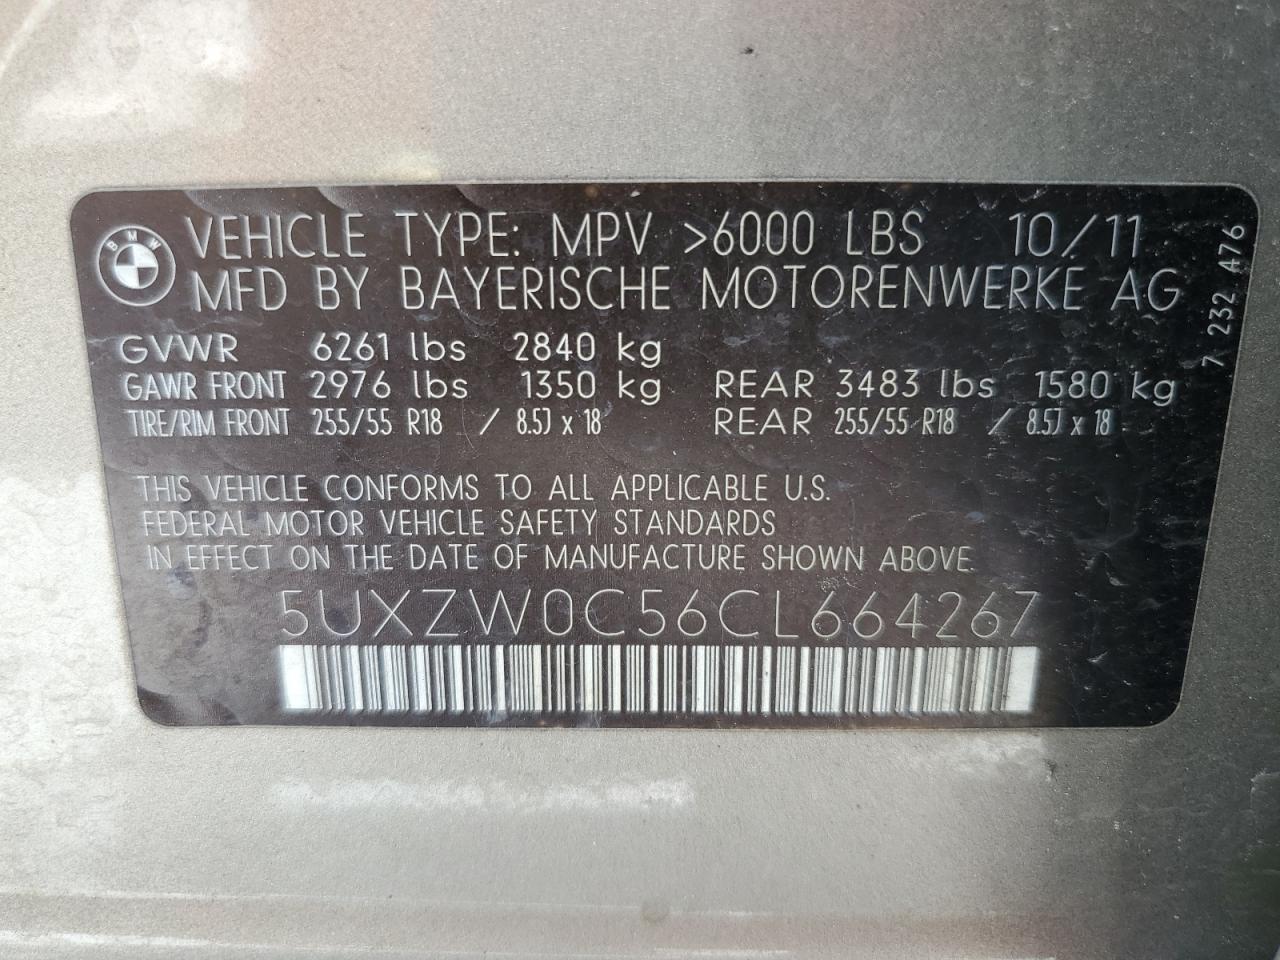 BMW
VEHICLE TYPE: MPV >6000 LBS 10/11
MFD BY BAYERISCHE MOTORENWERKE AG
GVWR 6261 lbs 2840 kg
GAWR FRONT 2976 lbs 1350 kg REAR 3483 lbs 1580 kg
TIRE/RIM FRONT 255/55 R18 / 8.5J x 18 REAR 255/55 R18 / 8.5J x 18
THIS VEHICLE CONFORMS TO ALL APPLICABLE U.S.
FEDERAL MOTOR VEHICLE SAFETY STANDARDS
IN EFFECT ON THE DATE OF MANUFACTURE SHOWN ABOVE.
5UXZW0C56CL664267
7 232 476